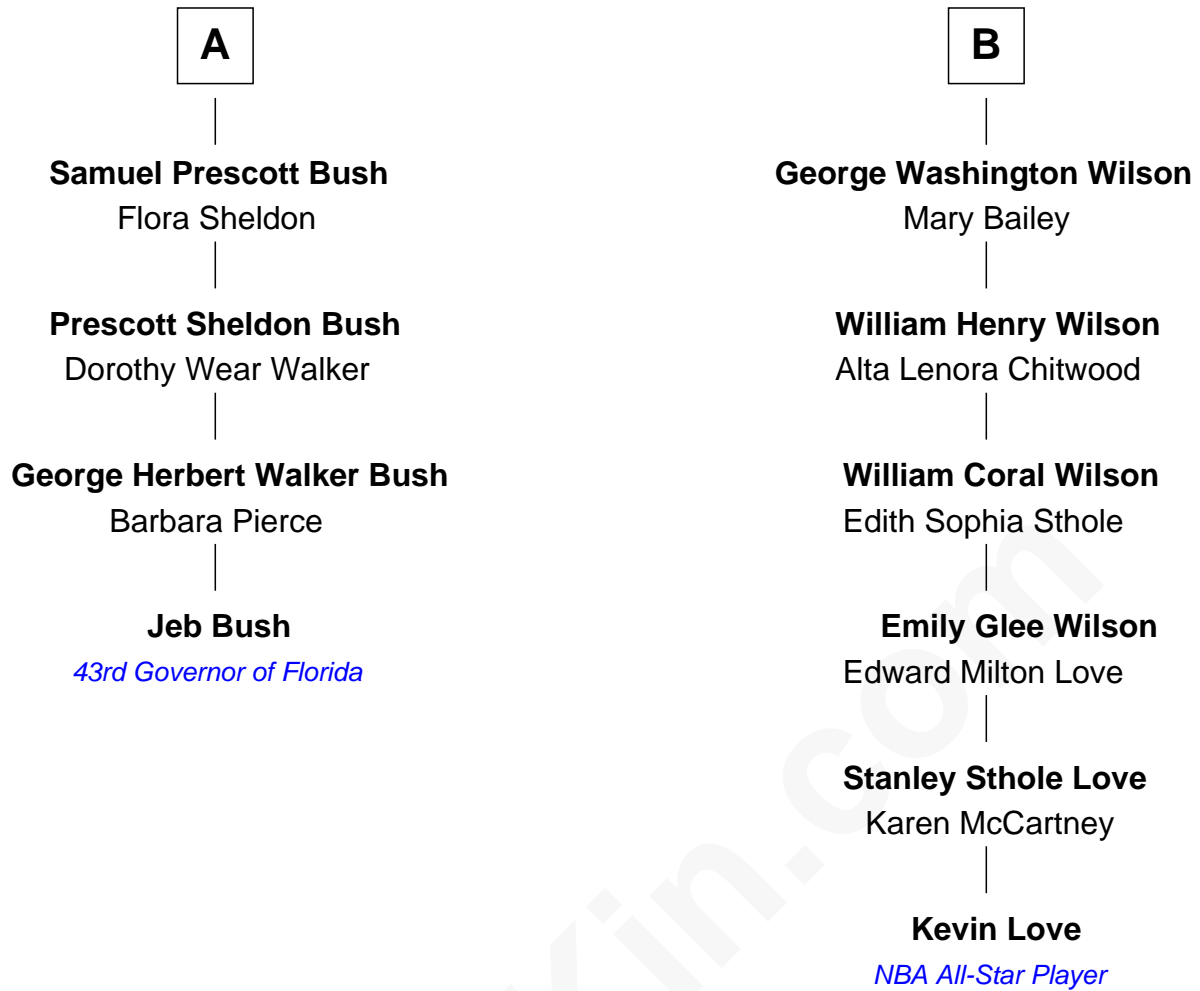 A
Samuel Prescott Bush
Flora Sheldon
Prescott Sheldon Bush
Dorothy Wear Walker
George Herbert Walker Bush
Barbara Pierce
Jeb Bush
43rd Governor of Florida
B
George Washington Wilson
Mary Bailey
William Henry Wilson
Alta Lenora Chitwood
William Coral Wilson
Edith Sophia Sthole
Emily Glee Wilson
Edward Milton Love
Stanley Sthole Love
Karen McCartney
Kevin Love
NBA All-Star Player